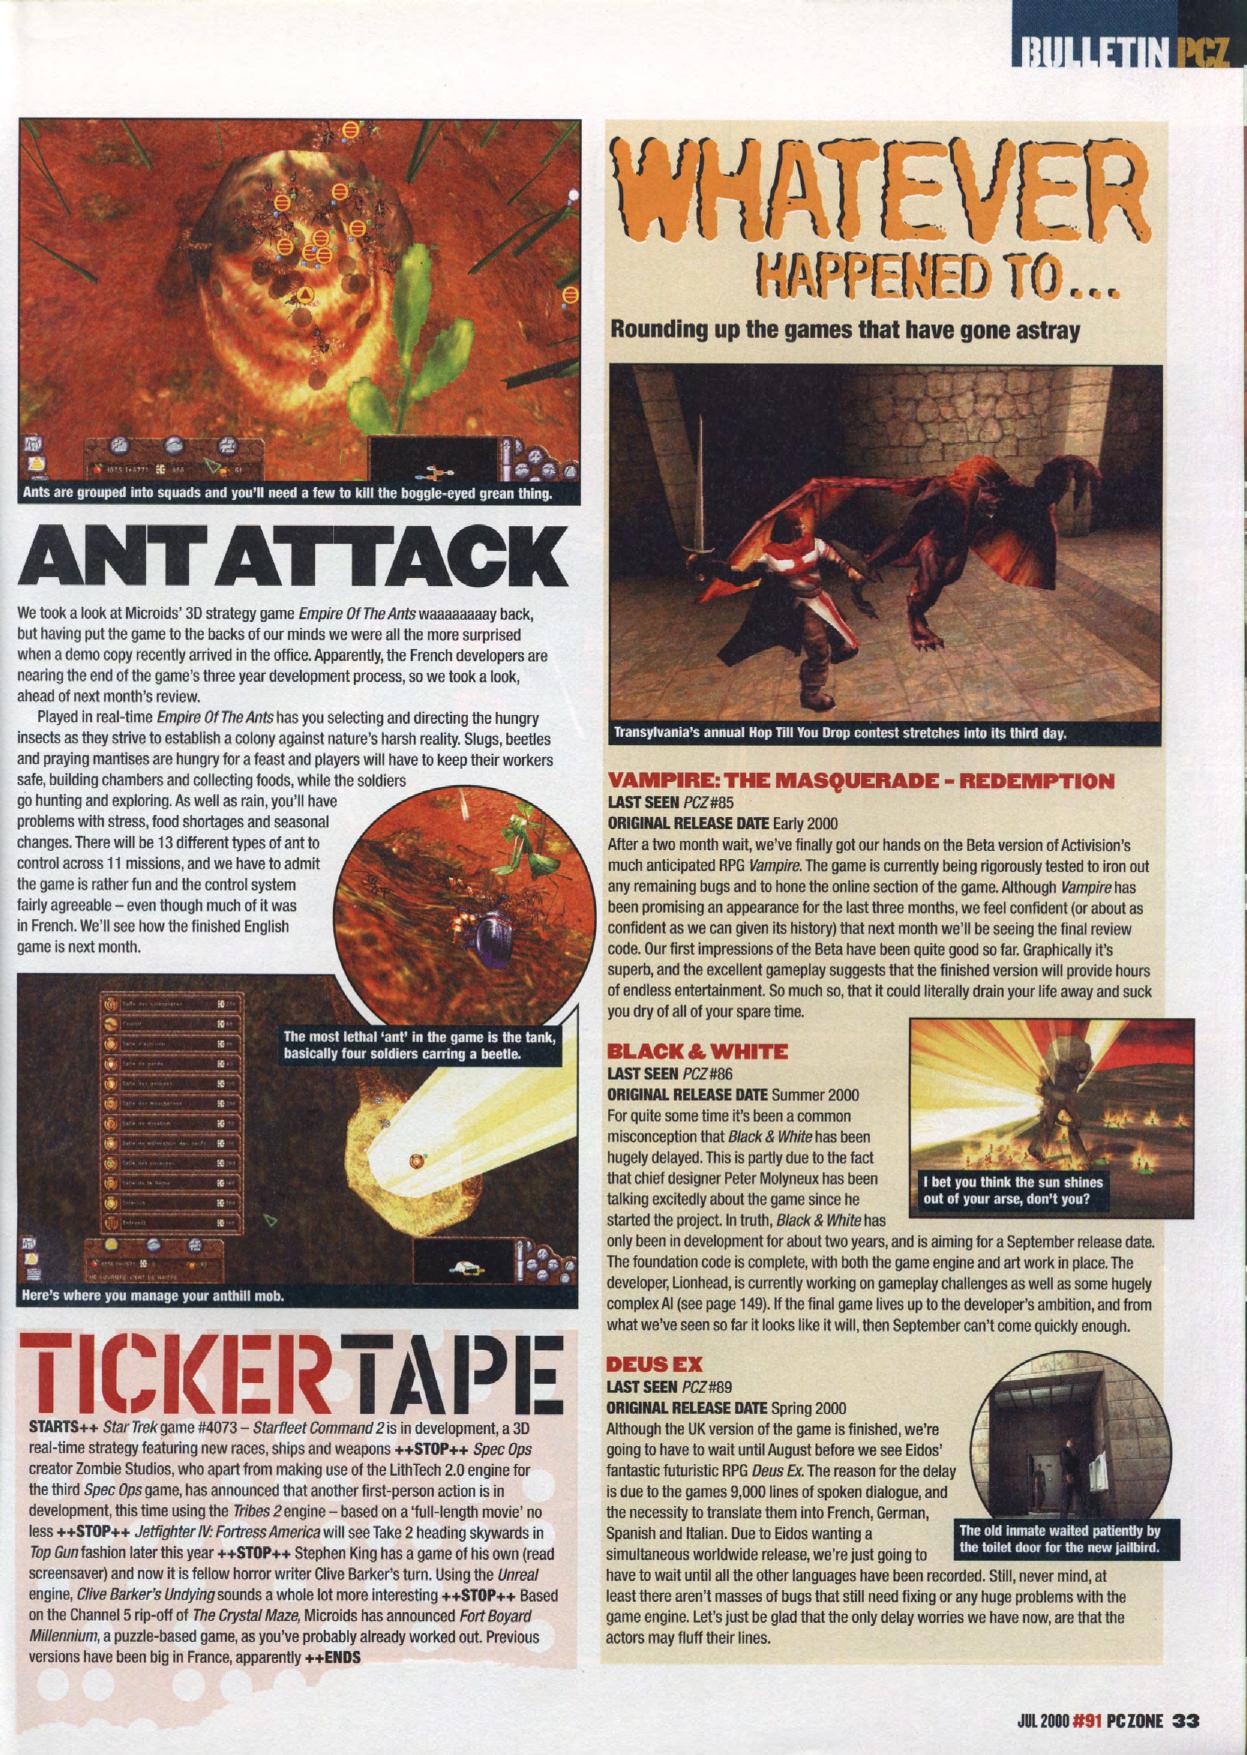 BULLETIN PCZ
Ants are grouped into squads and you'll need a few to kill the boggle-eyed grean thing.
ANT ATTACK
We took a look at Microids' 3D strategy game Empire Of The Ants waaaaaaaay back,
but having put the game to the backs of our minds we were all the more surprised
when a demo copy recently arrived in the office. Apparently, the French developers are
nearing the end of the game's three year development process, so we took a look,
ahead of next month's review.
Played in real-time Empire Of The Ants has you selecting and directing the hungry
insects as they strive to establish a colony against nature's harsh reality. Slugs, beetles
and praying mantises are hungry for a feast and players will have to keep their workers
safe, building chambers and collecting foods, while the soldiers
go hunting and exploring. As well as rain, you'll have
problems with stress, food shortages and seasonal
changes. There will be 13 different types of ant to
control across 11 missions, and we have to admit
the game is rather fun and the control system
fairly agreeable – even though much of it was
in French. We'll see how the finished English
game is next month.
The most lethal 'ant' in the game is the tank,
basically four soldiers carring a beetle.
Here's where you manage your anthill mob.
TICKERTAPE
STARTS++ Star Trek game #4073 – Starfleet Command 2 is in development, a 3D
real-time strategy featuring new races, ships and weapons ++STOP++ Spec Ops
creator Zombie Studios, who apart from making use of the LithTech 2.0 engine for
the third Spec Ops game, has announced that another first-person action is in
development, this time using the Tribes 2 engine – based on a 'full-length movie' no
less ++STOP++ Jetfighter IV: Fortress America will see Take 2 heading skywards in
Top Gun fashion later this year ++STOP++ Stephen King has a game of his own (read
screensaver) and now it is fellow horror writer Clive Barker's turn. Using the Unreal
engine, Clive Barker's Undying sounds a whole lot more interesting ++STOP++ Based
on the Channel 5 rip-off of The Crystal Maze, Microids has announced Fort Boyard
Millennium, a puzzle-based game, as you've probably already worked out. Previous
versions have been big in France, apparently ++ENDS
WHATEVER
HAPPENED TO...
Rounding up the games that have gone astray
Transylvania's annual Hop Till You Drop contest stretches into its third day.
VAMPIRE: THE MASQUERADE – REDEMPTION
LAST SEEN PCZ #85
ORIGINAL RELEASE DATE Early 2000
After a two month wait, we've finally got our hands on the Beta version of Activision's
much anticipated RPG Vampire. The game is currently being rigorously tested to iron out
any remaining bugs and to hone the online section of the game. Although Vampire has
been promising an appearance for the last three months, we feel confident (or about as
confident as we can given its history) that next month we'll be seeing the final review
code. Our first impressions of the Beta have been quite good so far. Graphically it's
superb, and the excellent gameplay suggests that the finished version will provide hours
of endless entertainment. So much so, that it could literally drain your life away and suck
you dry of all of your spare time.
BLACK & WHITE
LAST SEEN PCZ #86
ORIGINAL RELEASE DATE Summer 2000
For quite some time it's been a common
misconception that Black & White has been
hugely delayed. This is partly due to the fact
that chief designer Peter Molyneux has been
talking excitedly about the game since he
started the project. In truth, Black & White has
only been in development for about two years, and is aiming for a September release date.
The foundation code is complete, with both the game engine and art work in place. The
developer, Lionhead, is currently working on gameplay challenges as well as some hugely
complex AI (see page 149). If the final game lives up to the developer's ambition, and from
what we've seen so far it looks like it will, then September can't come quickly enough.
I bet you think the sun shines
out of your arse, don't you?
DEUS EX
LAST SEEN PCZ #89
ORIGINAL RELEASE DATE Spring 2000
Although the UK version of the game is finished, we're
going to have to wait until August before we see Eidos'
fantastic futuristic RPG Deus Ex. The reason for the delay
is due to the games 9,000 lines of spoken dialogue, and
the necessity to translate them into French, German,
Spanish and Italian. Due to Eidos wanting a
simultaneous worldwide release, we're just going to
have to wait until all the other languages have been recorded. Still, never mind, at
least there aren't masses of bugs that still need fixing or any huge problems with the
game engine. Let's just be glad that the only delay worries we have now, are that the
actors may fluff their lines.
The old inmate waited patiently by
the toilet door for the new jailbird.
JUL 2000 #91 PC ZONE 33